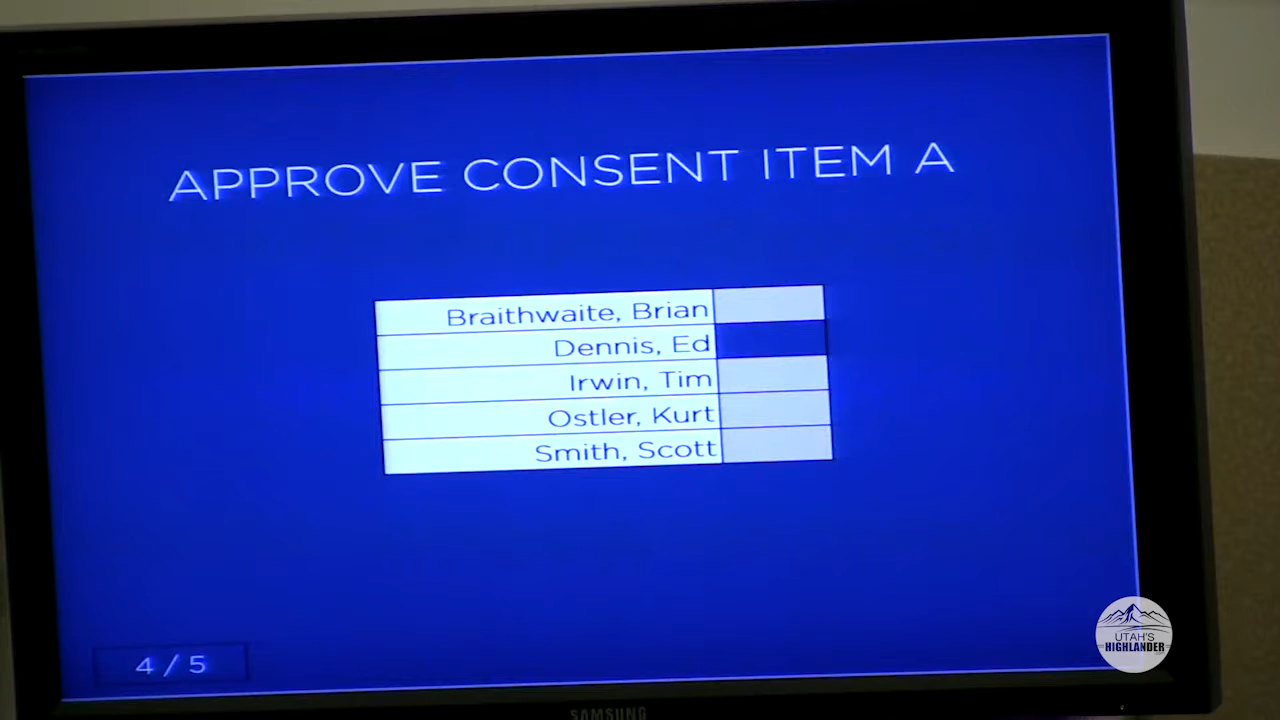 APPROVE CONSENT ITEM A
Braithwaite, Brian
Dennis, Ed
Irwin, Tim
Ostler, Kurt
Smith, Scott
4 / 5
UTAH'S
HIGHLANDER
SAMSUNG